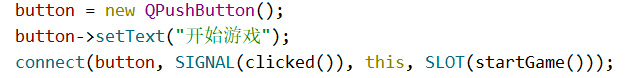 button = new QPushButton();
button->setText("开始游戏");
connect(button, SIGNAL(clicked()), this, SLOT(startGame()));